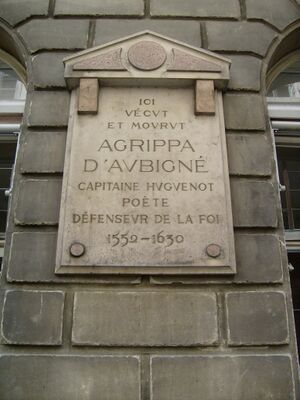 ICI
VÉCVT
ET MOVRVT
AGRIPPA
D'AVBIGNÉ
CAPITAINE HVGVENOT
POÈTE
DÉFENSEVR DE LA FOI
1552-1630